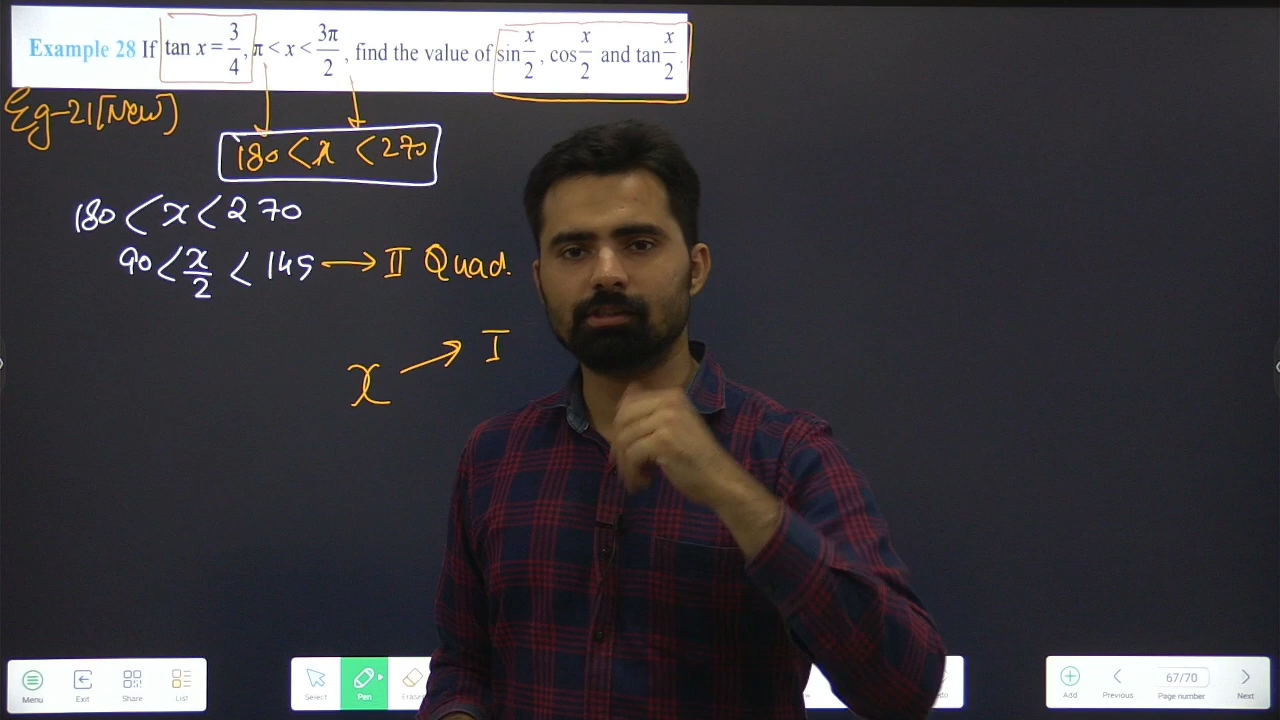 Example 28 If tan x = 3/4, π < x < 3π/2, find the value of sin x/2, cos x/2 and tan x/2.
Eg-21[New]
180 < x < 270
180 < x < 270
90 < x/2 < 145 → II Quad.
x → I
Menu Exit Share List Select Pen Add Previous 67/70 Page number Next